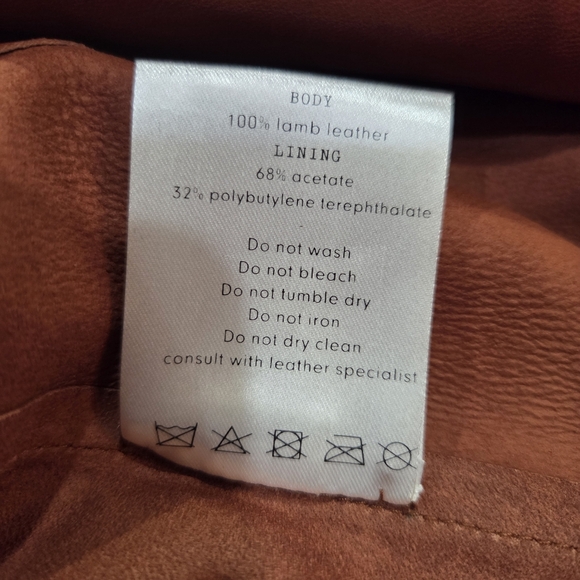 BODY
100% lamb leather
LINING
68% acetate
32% polybutylene terephthalate
-
Do not wash
Do not bleach
Do not tumble dry
Do not iron
Do not dry clean
consult with leather specialist